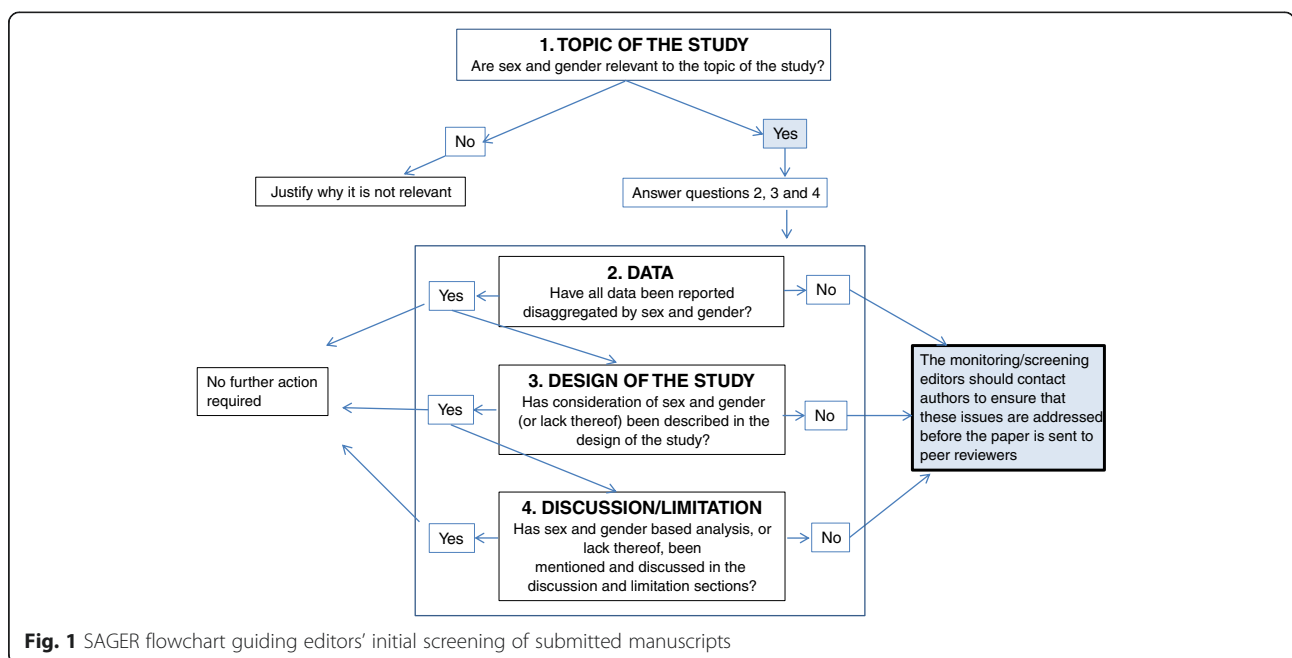 1. TOPIC OF THE STUDY
Are sex and gender relevant to the topic of the study?
No
Yes
Justify why it is not relevant
Answer questions 2, 3 and 4
2. DATA
Have all data been reported
disaggregated by sex and gender?
Yes
No
No further action
required
3. DESIGN OF THE STUDY
Has consideration of sex and gender
(or lack thereof) been described in the
design of the study?
Yes
No
The monitoring/screening
editors should contact
authors to ensure that
these issues are addressed
before the paper is sent to
peer reviewers
4. DISCUSSION/LIMITATION
Has sex and gender based analysis, or
lack thereof, been
mentioned and discussed in the
discussion and limitation sections?
Yes
No
Fig. 1 SAGER flowchart guiding editors' initial screening of submitted manuscripts